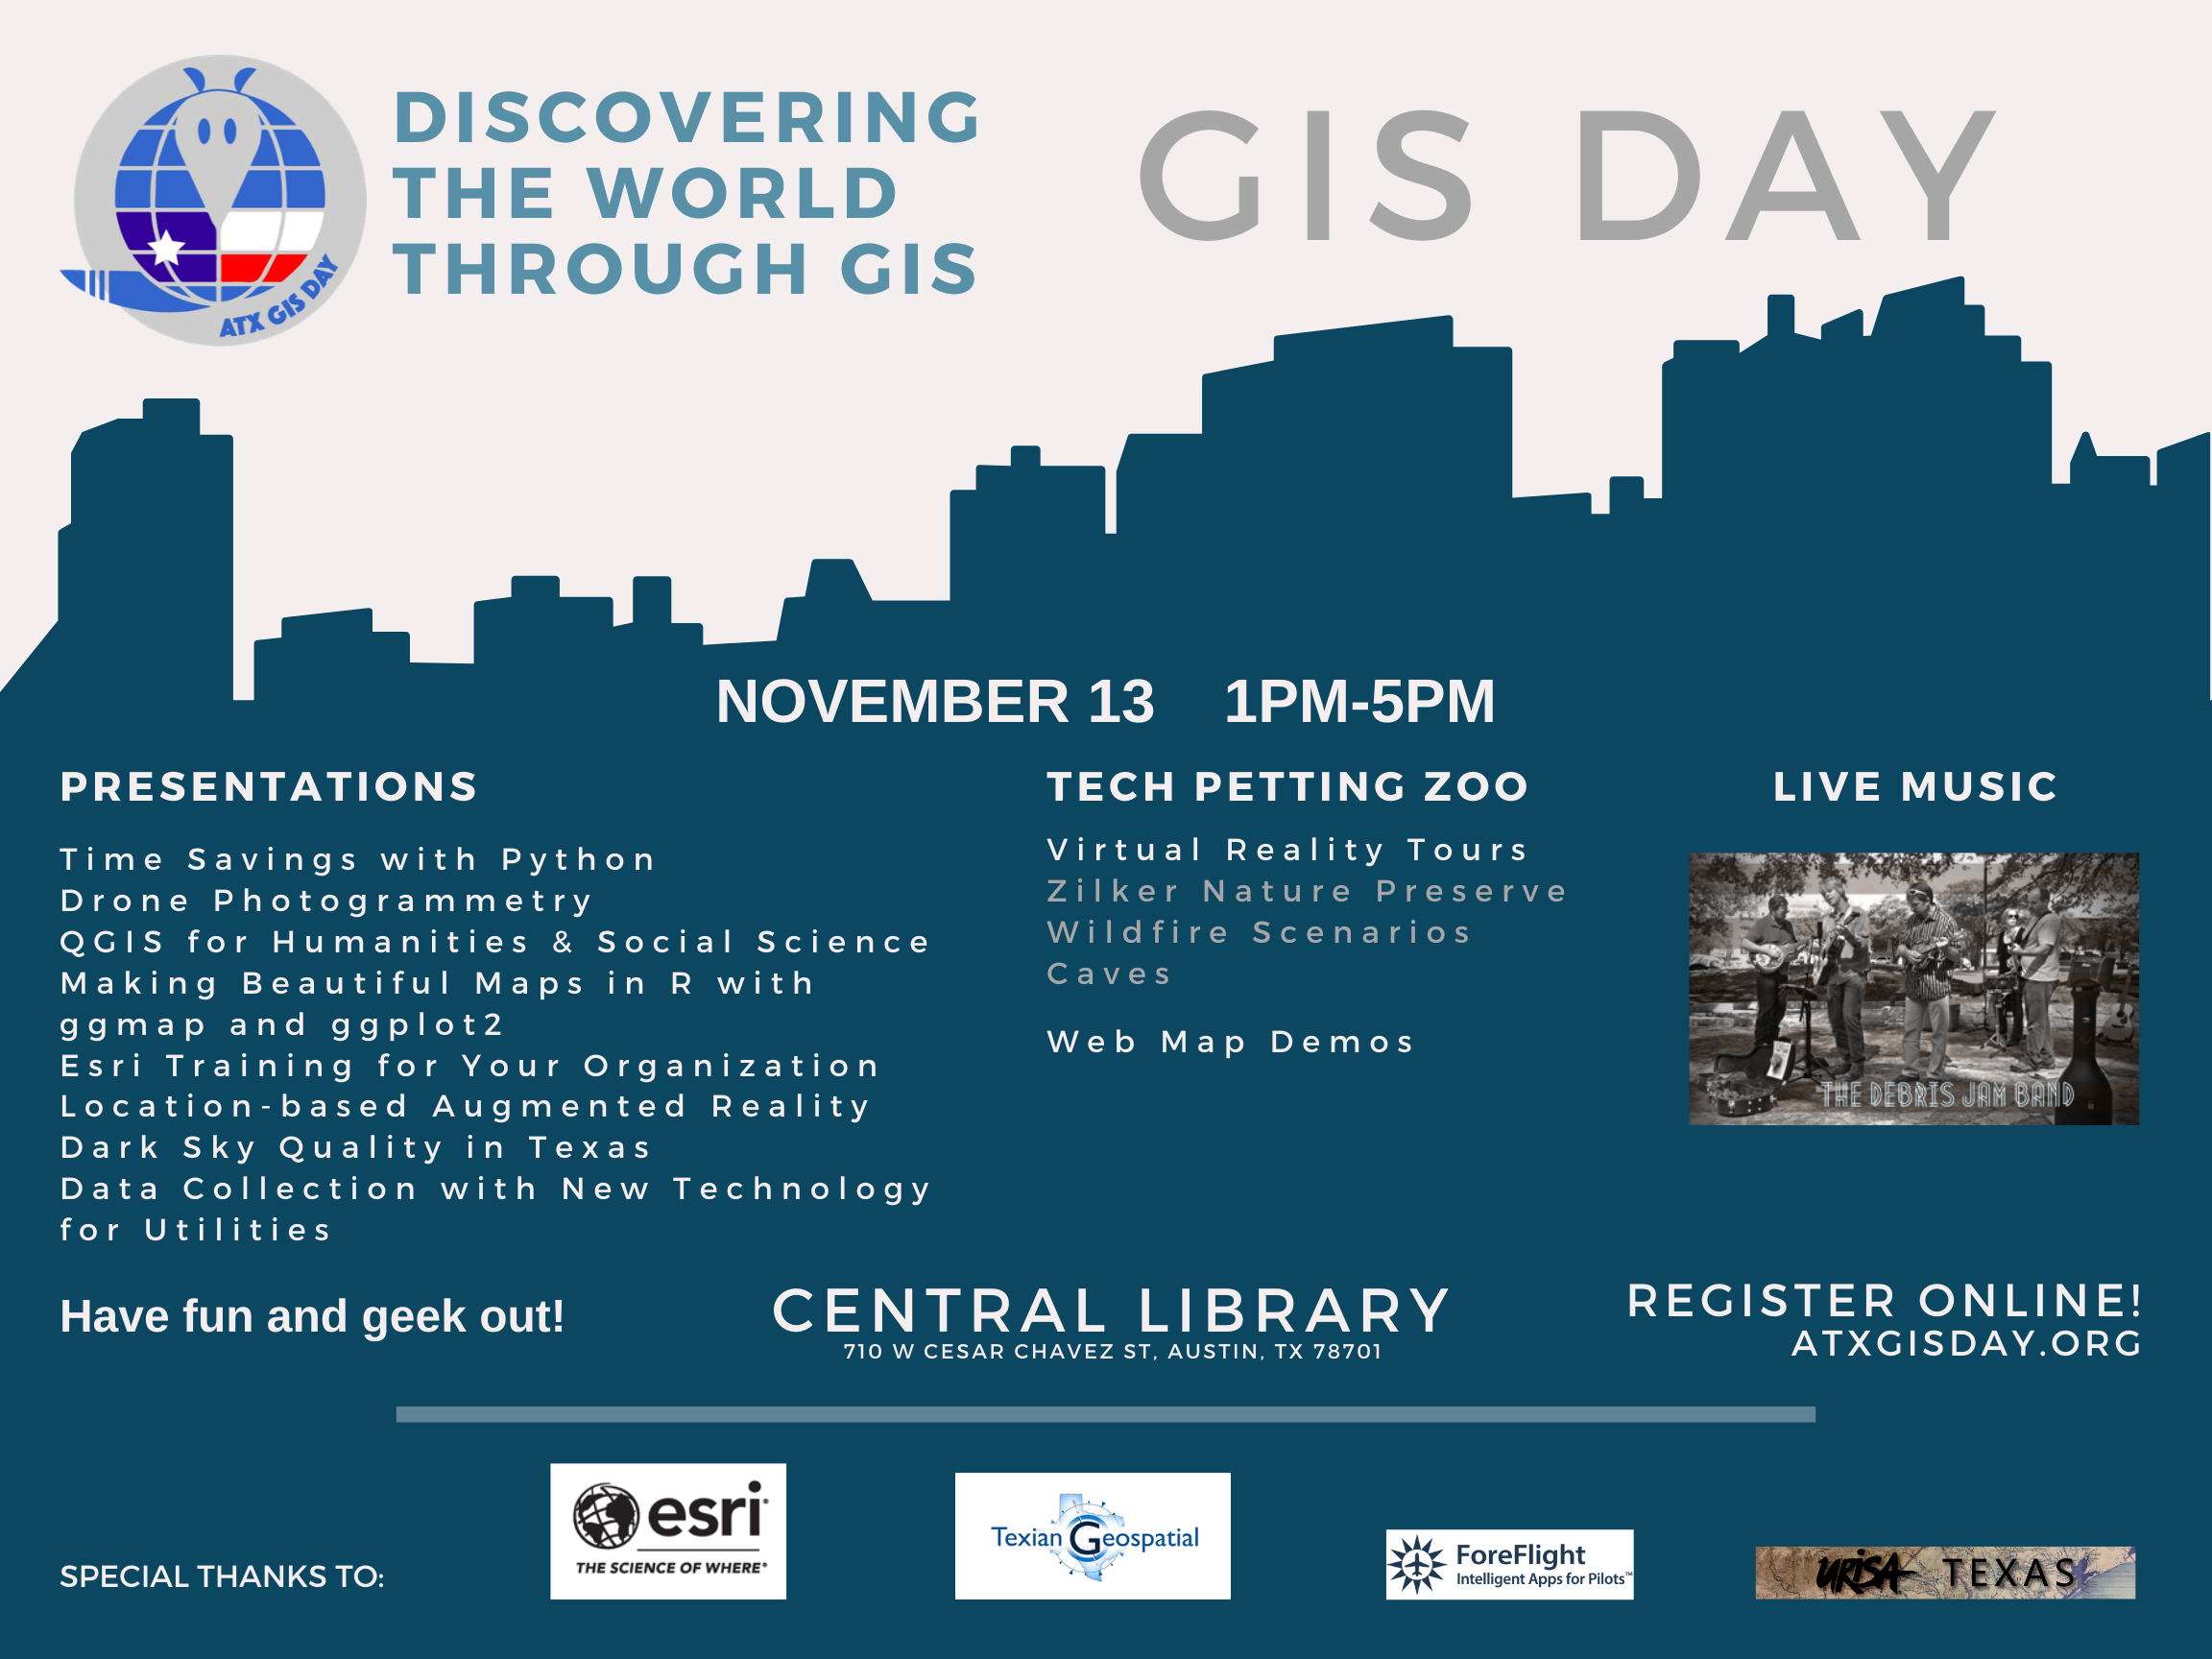 DISCOVERING
THE WORLD
THROUGH GIS
GIS DAY
ATX GIS DAY
NOVEMBER 13 1PM-5PM
PRESENTATIONS
Time Savings with Python
Drone Photogrammetry
QGIS for Humanities & Social Science
Making Beautiful Maps in R with
ggmap and ggplot2
Esri Training for Your Organization
Location-based Augmented Reality
Dark Sky Quality in Texas
Data Collection with New Technology
for Utilities
TECH PETTING ZOO
Virtual Reality Tours
Zilker Nature Preserve
Wildfire Scenarios
Caves
Web Map Demos
LIVE MUSIC
THE DEBRIS JAM BAND
Have fun and geek out!
CENTRAL LIBRARY
710 W CESAR CHAVEZ ST, AUSTIN, TX 78701
REGISTER ONLINE!
ATXGISDAY.ORG
SPECIAL THANKS TO:
esri®
THE SCIENCE OF WHERE®
Texian Geospatial
ForeFlight
Intelligent Apps for Pilots™
URISA TEXAS